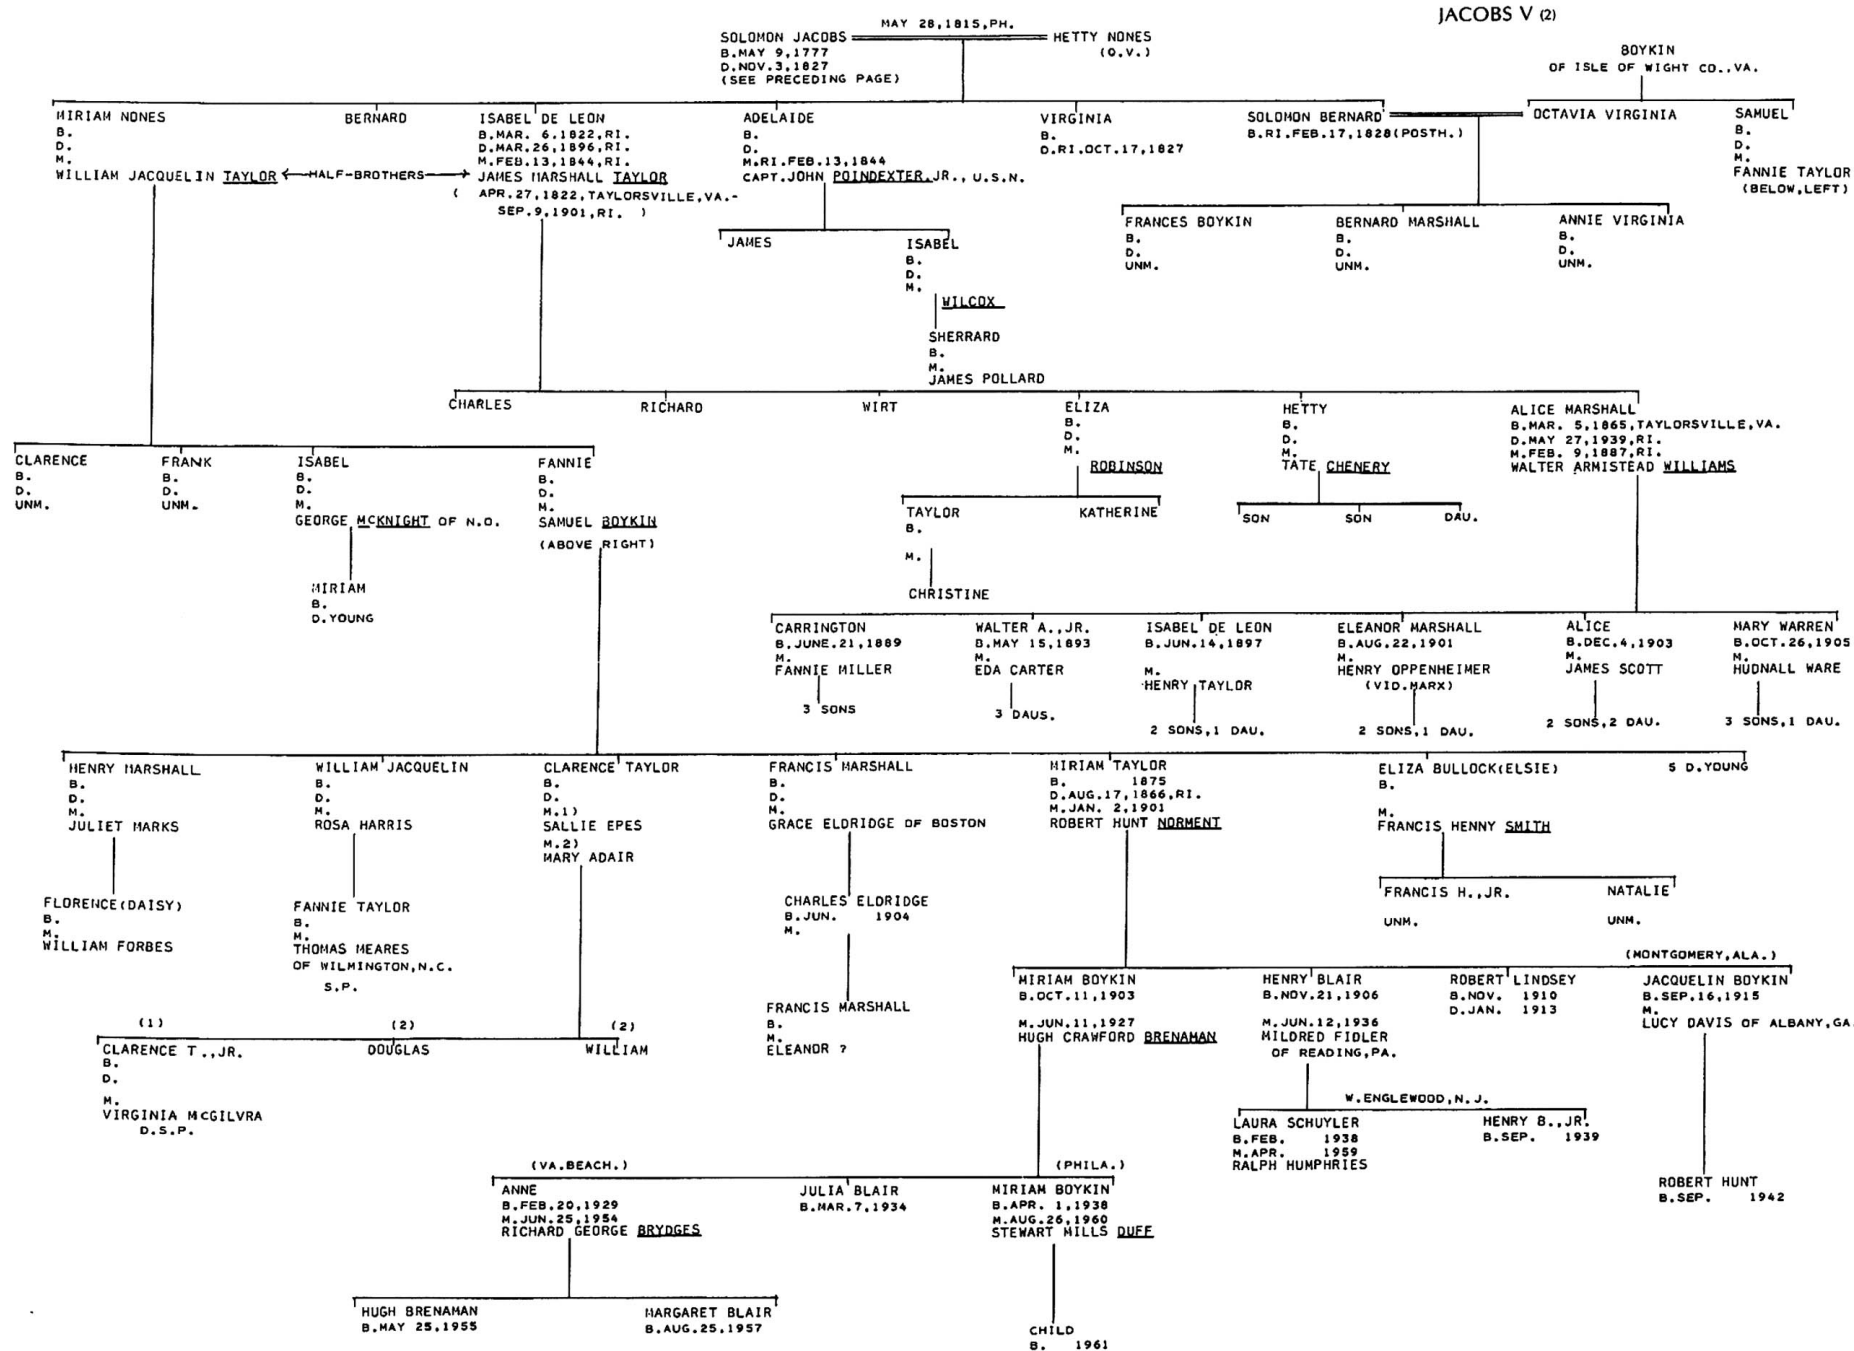 JACOBS V (2)
MAY 28,1815,PH.
SOLOMON JACOBS
B.MAY 9,1777
D.NOV.3,1827
(SEE PRECEDING PAGE)
HETTY NONES
(Q.V.)
BOYKIN
OF ISLE OF WIGHT CO.,VA.
MIRIAM NONES
B.
D.
M.
WILLIAM JACQUELIN TAYLOR
HALF-BROTHERS
BERNARD
ISABEL DE LEON
B.MAR. 6,1822,RI.
D.MAR.26,1896,RI.
M.FEB.13,1844,RI.
JAMES MARSHALL TAYLOR
( APR.27,1822,TAYLORSVILLE,VA.-
SEP.9,1901,RI. )
ADELAIDE
B.
D.
M.RI.FEB.13,1844
CAPT.JOHN POINDEXTER,JR.,U.S.N.
VIRGINIA
B.
D.RI.OCT.17,1827
SOLOMON BERNARD
B.RI.FEB.17,1828(POSTH.)
OCTAVIA VIRGINIA
SAMUEL
B.
D.
M.
FANNIE TAYLOR
(BELOW,LEFT)
JAMES
ISABEL
B.
D.
M.
WILCOX
SHERRARD
B.
M.
JAMES POLLARD
FRANCES BOYKIN
B.
D.
UNM.
BERNARD MARSHALL
B.
D.
UNM.
ANNIE VIRGINIA
B.
D.
UNM.
CHARLES
RICHARD
WIRT
ELIZA
B.
D.
M.
ROBINSON
HETTY
B.
D.
M.
TATE CHENERY
ALICE MARSHALL
B.MAR. 5,1865,TAYLORSVILLE,VA.
D.MAY 27,1939,RI.
M.FEB. 9,1887,RI.
WALTER ARMISTEAD WILLIAMS
CLARENCE
B.
D.
UNM.
FRANK
B.
D.
UNM.
ISABEL
B.
D.
M.
GEORGE MCKNIGHT OF N.O.
FANNIE
B.
D.
M.
SAMUEL BOYKIN
(ABOVE RIGHT)
MIRIAM
B.
D.YOUNG
TAYLOR
B.
M.
KATHERINE
CHRISTINE
SON
SON
DAU.
CARRINGTON
B.JUNE.21,1889
M.
FANNIE MILLER
3 SONS
WALTER A.,JR.
B.MAY 15,1893
M.
EDA CARTER
3 DAUS.
ISABEL DE LEON
B.JUN.14,1897
M.
HENRY TAYLOR
2 SONS,1 DAU.
ELEANOR MARSHALL
B.AUG.22,1901
M.
HENRY OPPENHEIMER
(VID.MARX)
2 SONS,1 DAU.
ALICE
B.DEC.4,1903
M.
JAMES SCOTT
2 SONS,2 DAU.
MARY WARREN
B.OCT.26,1905
M.
HUDNALL WARE
3 SONS,1 DAU.
HENRY MARSHALL
B.
D.
M.
JULIET MARKS
WILLIAM JACQUELIN
B.
D.
M.
ROSA HARRIS
CLARENCE TAYLOR
B.
D.
M.1)
SALLIE EPES
M.2)
MARY ADAIR
FRANCIS MARSHALL
B.
D.
M.
GRACE ELDRIDGE OF BOSTON
MIRIAM TAYLOR
B. 1875
D.AUG.17,1866,RI.
M.JAN. 2,1901
ROBERT HUNT NORMENT
ELIZA BULLOCK(ELSIE)
B.
M.
FRANCIS HENNY SMITH
5 D.YOUNG
FLORENCE(DAISY)
B.
M.
WILLIAM FORBES
FANNIE TAYLOR
B.
M.
THOMAS MEARES
OF WILMINGTON,N.C.
S.P.
CHARLES ELDRIDGE
B.JUN. 1904
M.
FRANCIS MARSHALL
B.
M.
ELEANOR ?
FRANCIS H.,JR.
UNM.
NATALIE
UNM.
(MONTGOMERY,ALA.)
MIRIAM BOYKIN
B.OCT.11,1903
M.JUN.11,1927
HUGH CRAWFORD BRENAMAN
HENRY BLAIR
B.NOV.21,1906
M.JUN.12,1936
MILDRED FIDLER
OF READING,PA.
ROBERT LINDSEY
B.NOV. 1910
D.JAN. 1913
JACQUELIN BOYKIN
B.SEP.16,1915
M.
LUCY DAVIS OF ALBANY,GA.
(1)
(2)
(2)
CLARENCE T.,JR.
B.
D.
M.
VIRGINIA MCGILVRA
D.S.P.
DOUGLAS
WILLIAM
W.ENGLEWOOD,N.J.
LAURA SCHUYLER
B.FEB. 1938
M.APR. 1959
RALPH HUMPHRIES
HENRY B.,JR.
B.SEP. 1939
ROBERT HUNT
B.SEP. 1942
(VA.BEACH.)
(PHILA.)
ANNE
B.FEB.20,1929
M.JUN.25,1954
RICHARD GEORGE BRYDGES
JULIA BLAIR
B.MAR.7,1934
MIRIAM BOYKIN
B.APR. 1,1938
M.AUG.26,1960
STEWART MILLS DUFF
HUGH BRENAMAN
B.MAY 25,1955
MARGARET BLAIR
B.AUG.25,1957
CHILD
B. 1961